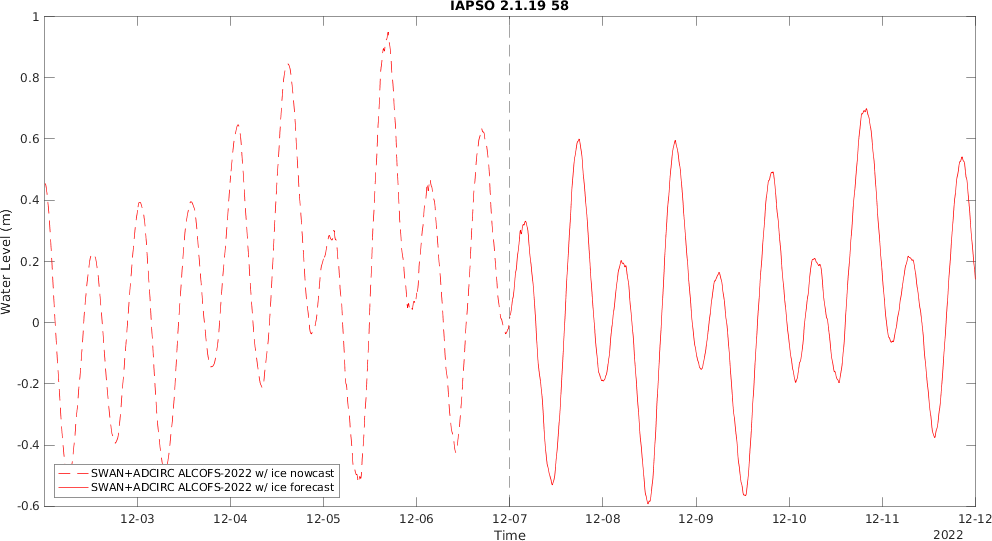 IAPSO 2.1.19 58
1
0.8
0.6
0.4
0.2
0
-0.2
-0.4
-0.6
Water Level (m)
SWAN+ADCIRC ALCOFS-2022 w/ ice nowcast
SWAN+ADCIRC ALCOFS-2022 w/ ice forecast
12-03 12-04 12-05 12-06 12-07 12-08 12-09 12-10 12-11 12-12
Time
2022